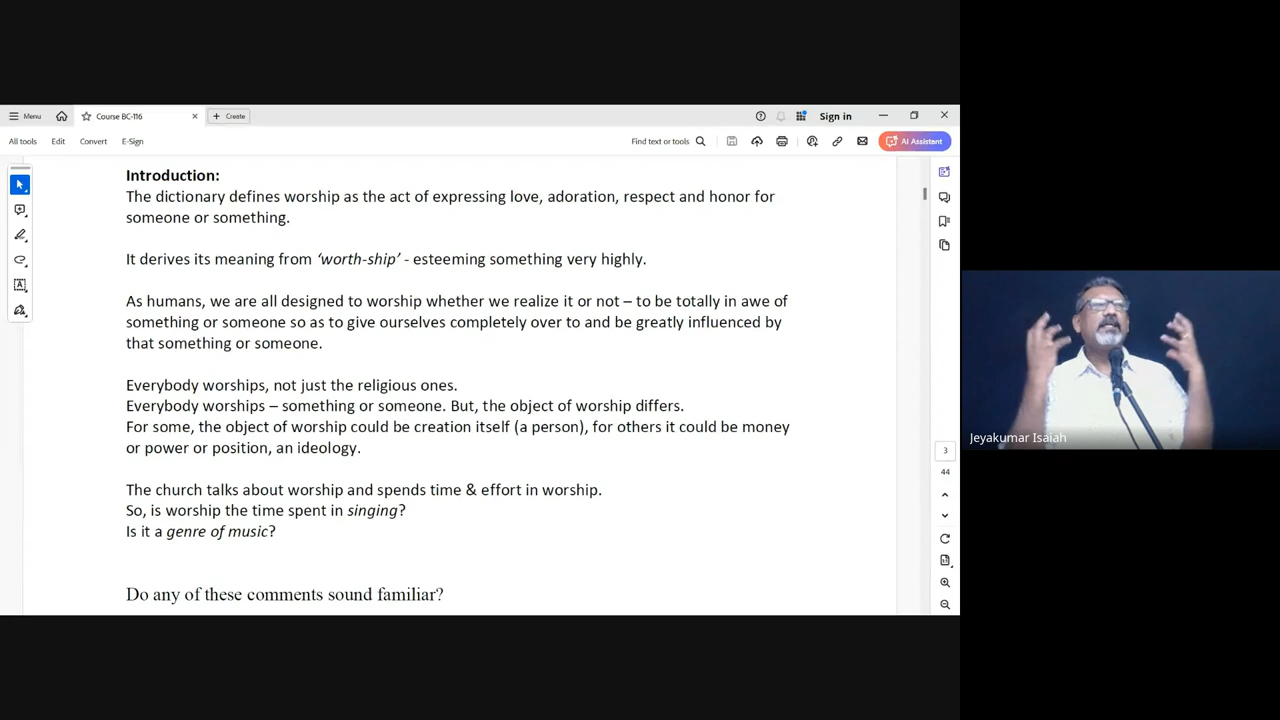 Menu
Course BC-116
Create
Sign in
All tools
Edit
Convert
E-Sign
Find text or tools
AI Assistant
Introduction:
The dictionary defines worship as the act of expressing love, adoration, respect and honor for
someone or something.
It derives its meaning from ‘worth-ship’ - esteeming something very highly.
As humans, we are all designed to worship whether we realize it or not – to be totally in awe of
something or someone so as to give ourselves completely over to and be greatly influenced by
that something or someone.
Everybody worships, not just the religious ones.
Everybody worships – something or someone. But, the object of worship differs.
For some, the object of worship could be creation itself (a person), for others it could be money
or power or position, an ideology.
The church talks about worship and spends time & effort in worship.
So, is worship the time spent in singing?
Is it a genre of music?
Do any of these comments sound familiar?
3
44
Jeyakumar Isaiah